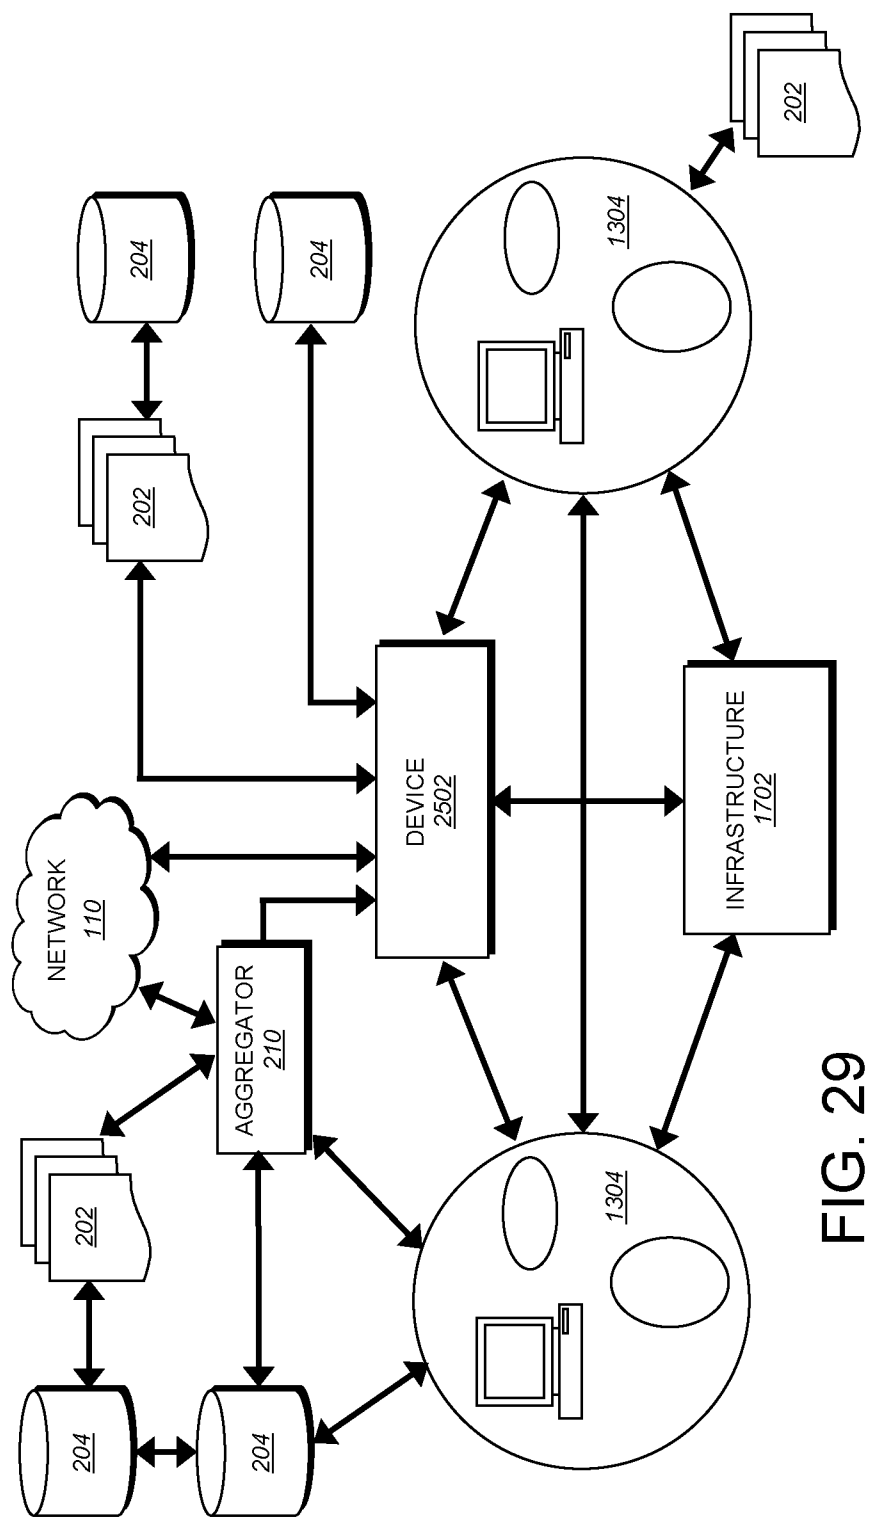 204
202
NETWORK
110
202
204
204
AGGREGATOR
210
204
DEVICE
2502
1304
1304
INFRASTRUCTURE
1702
202
FIG. 29